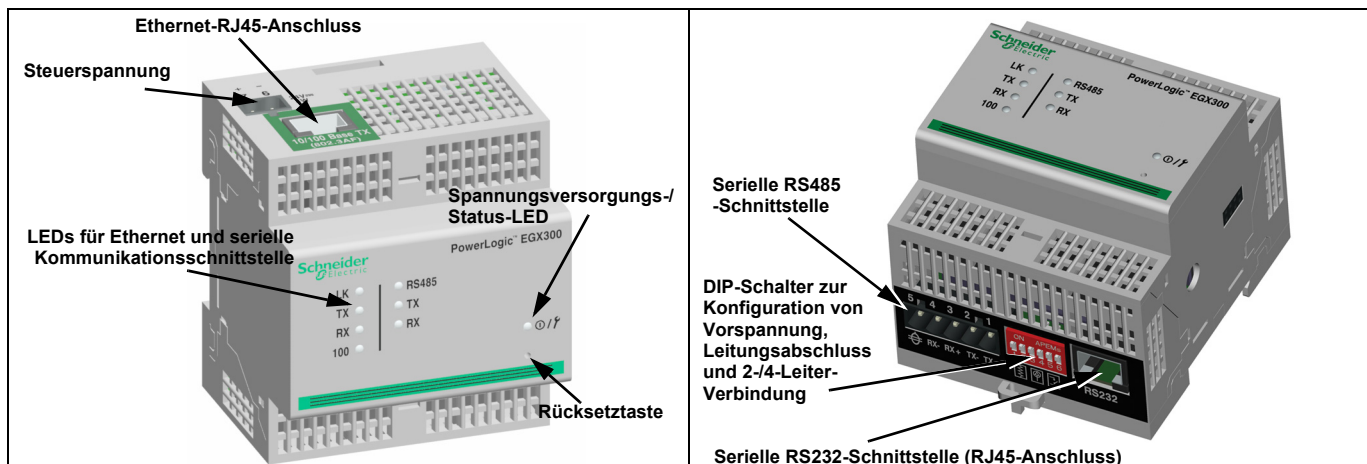 Ethernet-RJ45-Anschluss
Steuerspannung
10/100 Base TX
(802.3AF)
Spannungsversorgungs-/
Status-LED
LEDs für Ethernet und serielle
Kommunikationsschnittstelle
PowerLogic™ EGX300
Schneider
Electric
LK
TX
RX
100
RS485
TX
RX
Rücksetztaste
Schneider
Electric
LK
TX
RX
100
RS485
TX
RX
PowerLogic™ EGX300
Serielle RS485
-Schnittstelle
DIP-Schalter zur
Konfiguration von
Vorspannung,
Leitungsabschluss
und 2-/4-Leiter-
Verbindung
5 4 3 2 1
RX- RX+ TX- TX
ON APEM
RS232
Serielle RS232-Schnittstelle (RJ45-Anschluss)